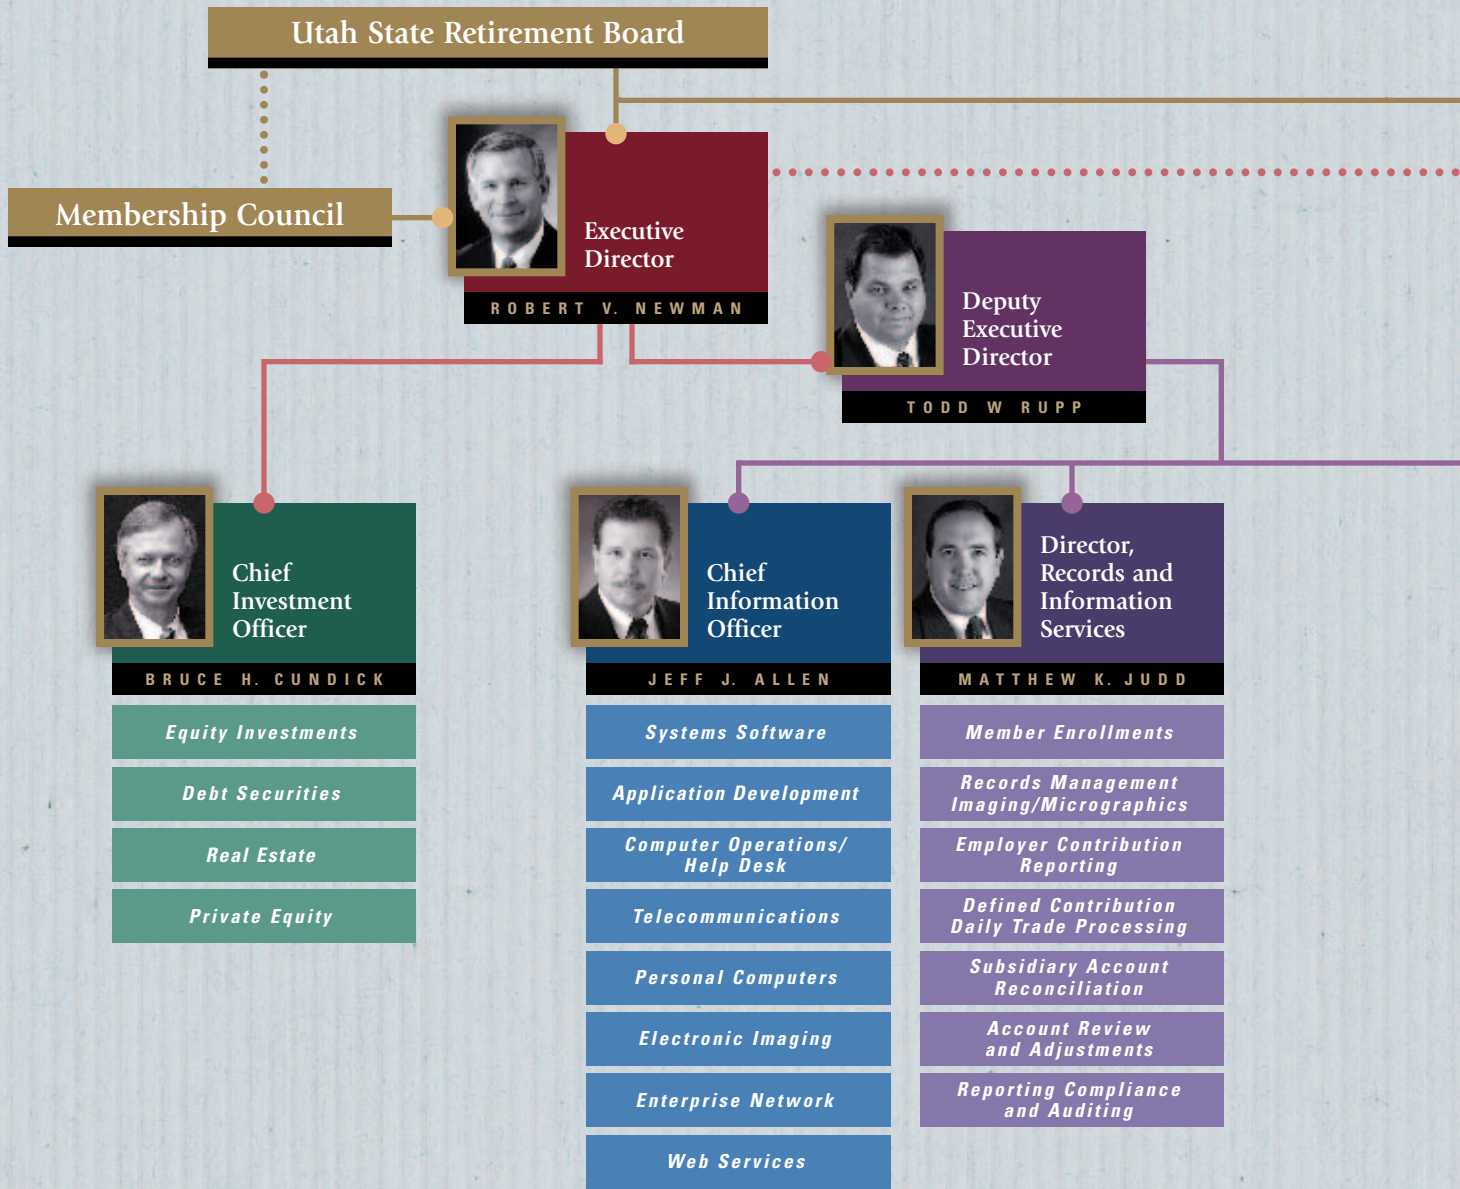 Utah State Retirement Board
Membership Council
Executive
Director
ROBERT V. NEWMAN
Deputy
Executive
Director
TODD W RUPP
Chief
Investment
Officer
BRUCE H. CUNDICK
Equity Investments
Debt Securities
Real Estate
Private Equity
Chief
Information
Officer
JEFF J. ALLEN
Systems Software
Application Development
Computer Operations/
Help Desk
Telecommunications
Personal Computers
Electronic Imaging
Enterprise Network
Web Services
Director,
Records and
Information
Services
MATTHEW K. JUDD
Member Enrollments
Records Management
Imaging/Micrographics
Employer Contribution
Reporting
Defined Contribution
Daily Trade Processing
Subsidiary Account
Reconciliation
Account Review
and Adjustments
Reporting Compliance
and Auditing